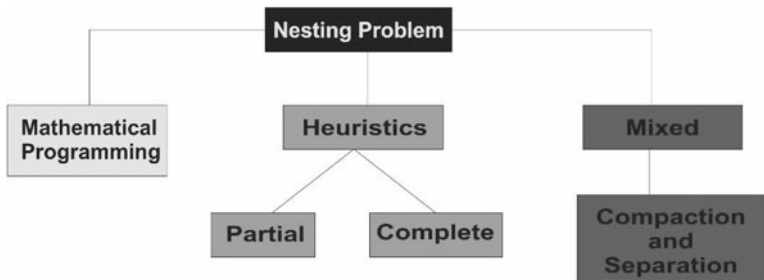 Nesting Problem
Mathematical
Programming
Heuristics
Mixed
Partial
Complete
Compaction
and
Separation